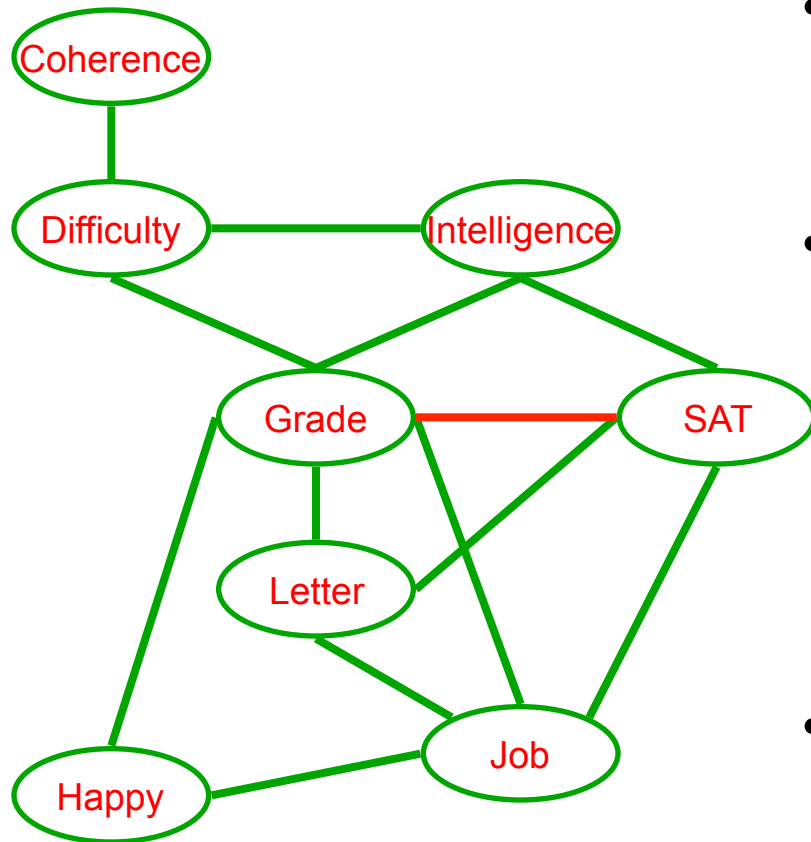 Coherence
Difficulty
Intelligence
Grade
SAT
Letter
Job
Happy